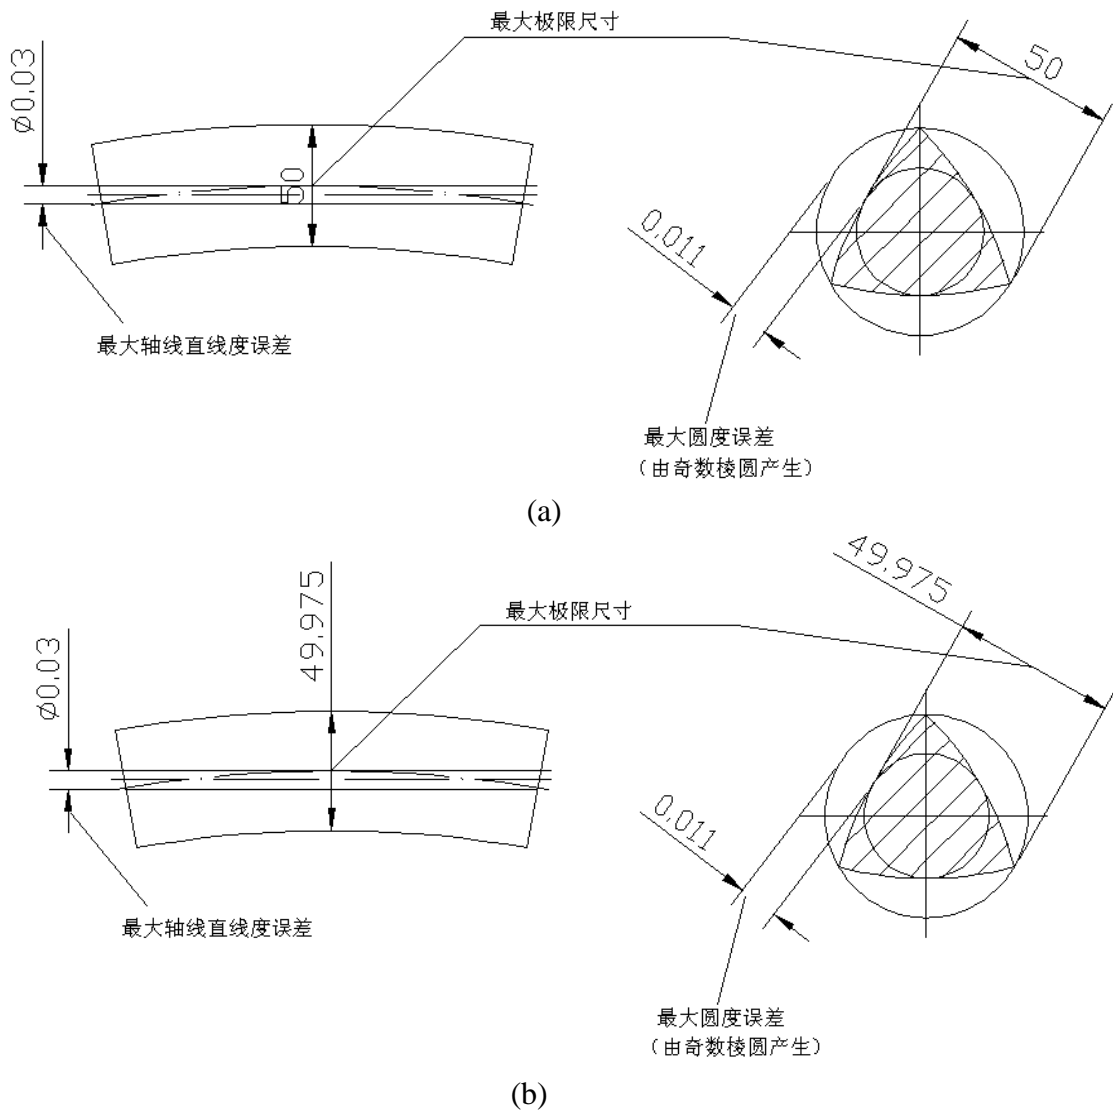 最大极限尺寸
ø0.03
50
50
0.011
最大轴线直线度误差
最大圆度误差
(由奇数棱圆产生)
(a)
49.975
49.975
最大极限尺寸
ø0.03
0.011
最大轴线直线度误差
最大圆度误差
(由奇数棱圆产生)
(b)